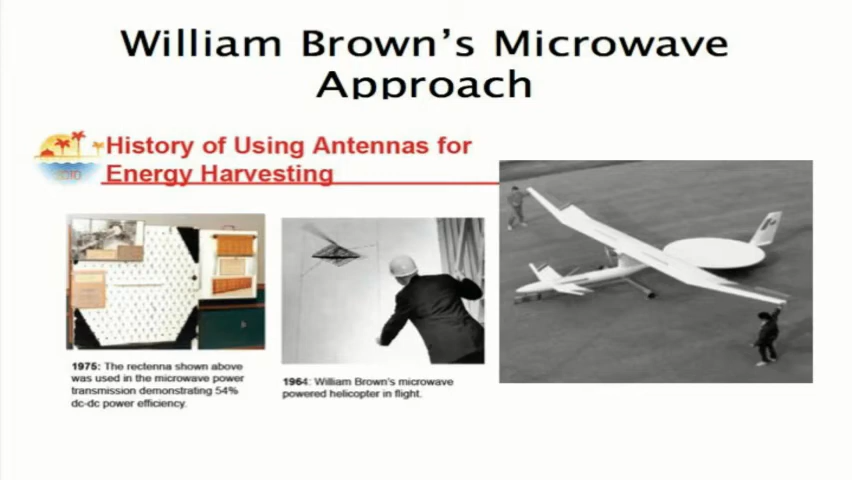 William Brown's Microwave
Approach
History of Using Antennas for
Energy Harvesting
2010
1975: The rectenna shown above
was used in the microwave power
transmission demonstrating 54%
dc-dc power efficiency.
1964: William Brown's microwave
powered helicopter in flight.